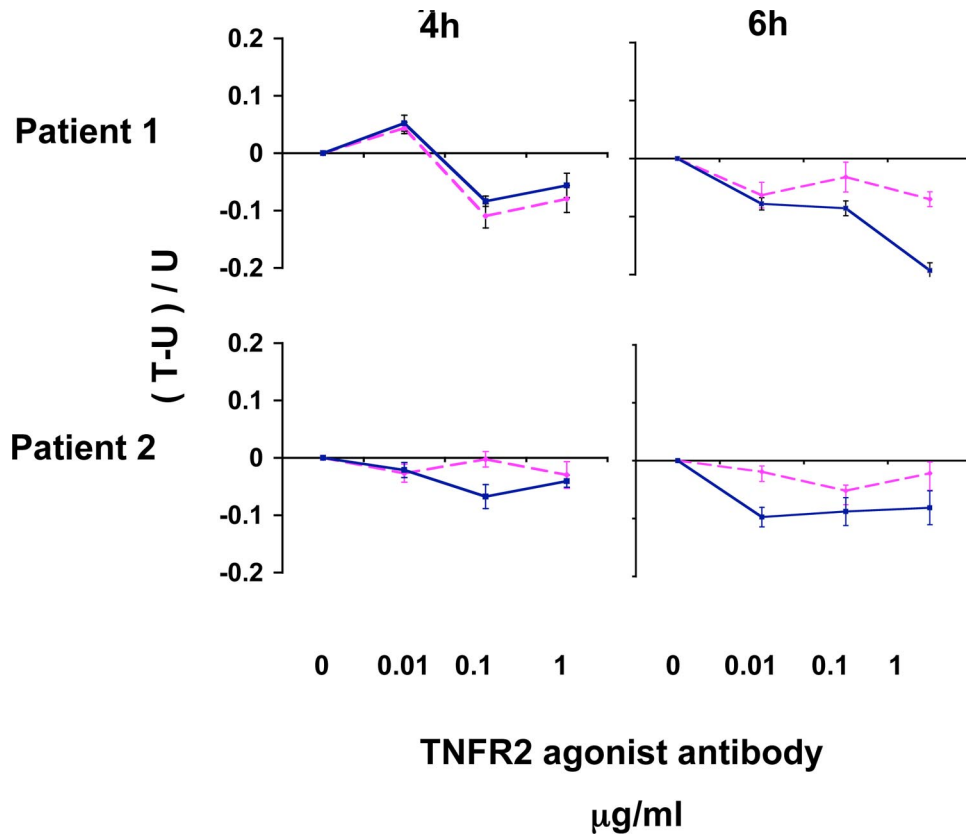 4h 6h
0.2
0.1
Patient 1
0
-0.1
-0.2
( T-U ) / U
0.2
0.1
Patient 2
0
-0.1
-0.2
0 0.01 0.1 1 0 0.01 0.1 1
TNFR2 agonist antibody
μg/ml